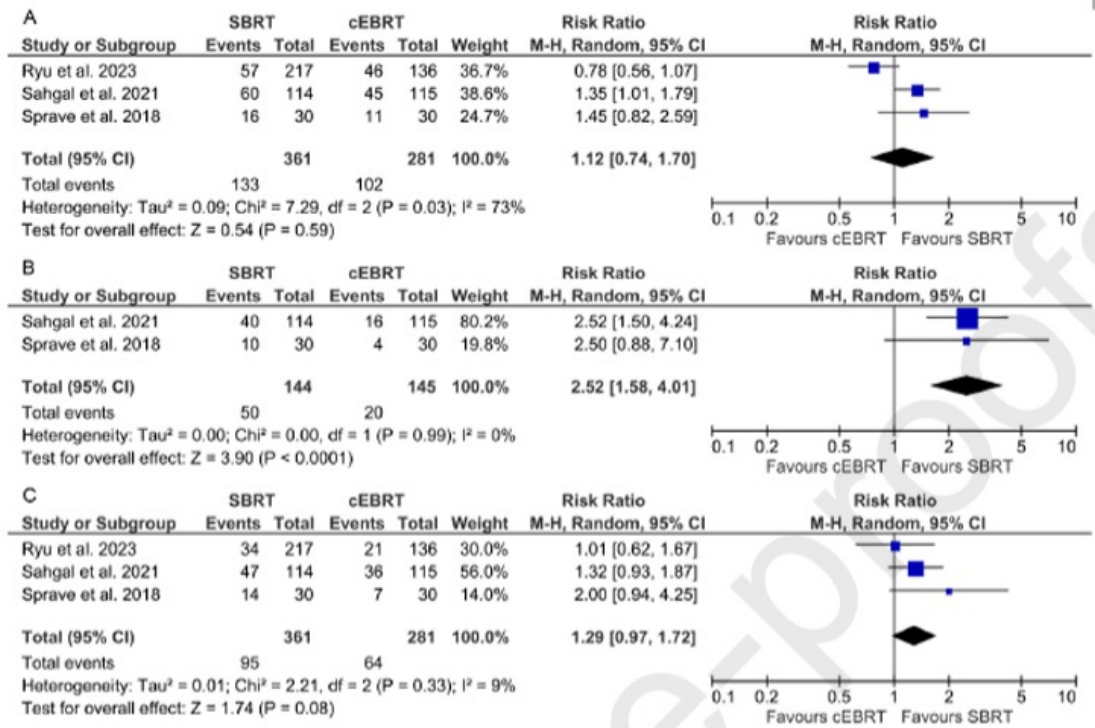 A
SBRT cEBRT Risk Ratio Risk Ratio
Study or Subgroup Events Total Events Total Weight M-H, Random, 95% CI M-H, Random, 95% CI
Ryu et al. 2023 57 217 46 136 36.7% 0.78 [0.56, 1.07]
Sahgal et al. 2021 60 114 45 115 38.6% 1.35 [1.01, 1.79]
Sprave et al. 2018 16 30 11 30 24.7% 1.45 [0.82, 2.59]
Total (95% CI) 361 281 100.0% 1.12 [0.74, 1.70]
Total events 133 102
Heterogeneity: Tau² = 0.09; Chi² = 7.29, df = 2 (P = 0.03); I² = 73%
Test for overall effect: Z = 0.54 (P = 0.59)
0.1 0.2 0.5 1 2 5 10
Favours cEBRT Favours SBRT
B
SBRT cEBRT Risk Ratio Risk Ratio
Study or Subgroup Events Total Events Total Weight M-H, Random, 95% CI M-H, Random, 95% CI
Sahgal et al. 2021 40 114 16 115 80.2% 2.52 [1.50, 4.24]
Sprave et al. 2018 10 30 4 30 19.8% 2.50 [0.88, 7.10]
Total (95% CI) 144 145 100.0% 2.52 [1.58, 4.01]
Total events 50 20
Heterogeneity: Tau² = 0.00; Chi² = 0.00, df = 1 (P = 0.99); I² = 0%
Test for overall effect: Z = 3.90 (P < 0.0001)
0.1 0.2 0.5 1 2 5 10
Favours cEBRT Favours SBRT
C
SBRT cEBRT Risk Ratio Risk Ratio
Study or Subgroup Events Total Events Total Weight M-H, Random, 95% CI M-H, Random, 95% CI
Ryu et al. 2023 34 217 21 136 30.0% 1.01 [0.62, 1.67]
Sahgal et al. 2021 47 114 36 115 56.0% 1.32 [0.93, 1.87]
Sprave et al. 2018 14 30 7 30 14.0% 2.00 [0.94, 4.25]
Total (95% CI) 361 281 100.0% 1.29 [0.97, 1.72]
Total events 95 64
Heterogeneity: Tau² = 0.01; Chi² = 2.21, df = 2 (P = 0.33); I² = 9%
Test for overall effect: Z = 1.74 (P = 0.08)
0.1 0.2 0.5 1 2 5 10
Favours cEBRT Favours SBRT
e-proof